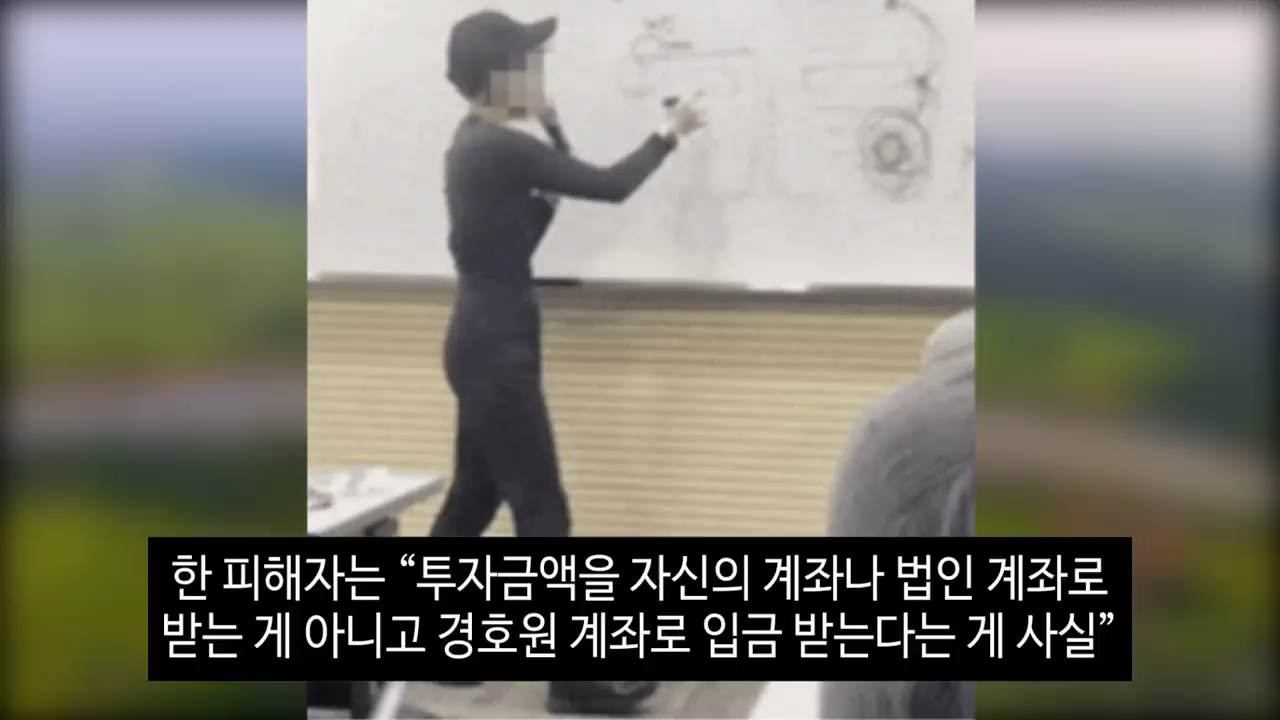 한 피해자는 “투자금액을 자신의 계좌나 법인 계좌로
받는 게 아니고 경호원 계좌로 입금 받는다는 게 사실”